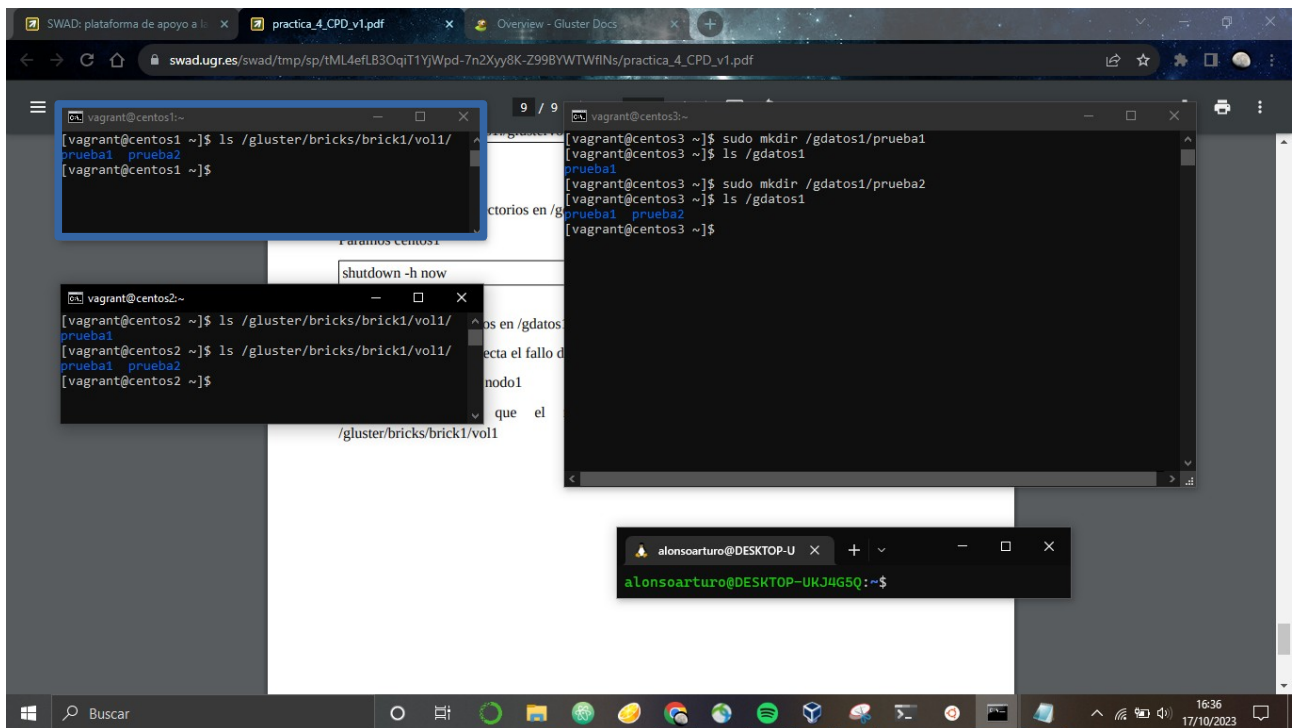 SWAD: plataforma de apoyo a la
practica_4_CPD_v1.pdf
Overview - Gluster Docs
swad.ugr.es/swad/tmp/sp/tML4efLB3OqiT1YjWpd-7n2Xyy8K-Z99BYWTWflNs/practica_4_CPD_v1.pdf
9 / 9
vagrant@centos1:~
[vagrant@centos1 ~]$ ls /gluster/bricks/brick1/vol1/
prueba1 prueba2
[vagrant@centos1 ~]$
vagrant@centos3:~
[vagrant@centos3 ~]$ sudo mkdir /gdatos1/prueba1
[vagrant@centos3 ~]$ ls /gdatos1
prueba1
[vagrant@centos3 ~]$ sudo mkdir /gdatos1/prueba2
[vagrant@centos3 ~]$ ls /gdatos1
prueba1 prueba2
[vagrant@centos3 ~]$
ectorios en /g
Paramos centos1
shutdown -h now
vagrant@centos2:~
[vagrant@centos2 ~]$ ls /gluster/bricks/brick1/vol1/
prueba1
[vagrant@centos2 ~]$ ls /gluster/bricks/brick1/vol1/
prueba1 prueba2
[vagrant@centos2 ~]$
os en /gdatos
ecta el fallo d
nodo1
que el
/gluster/bricks/brick1/vol1
alonsoarturo@DESKTOP-U
alonsoarturo@DESKTOP-UKJ4G5Q:~$
Buscar
16:36
17/10/2023